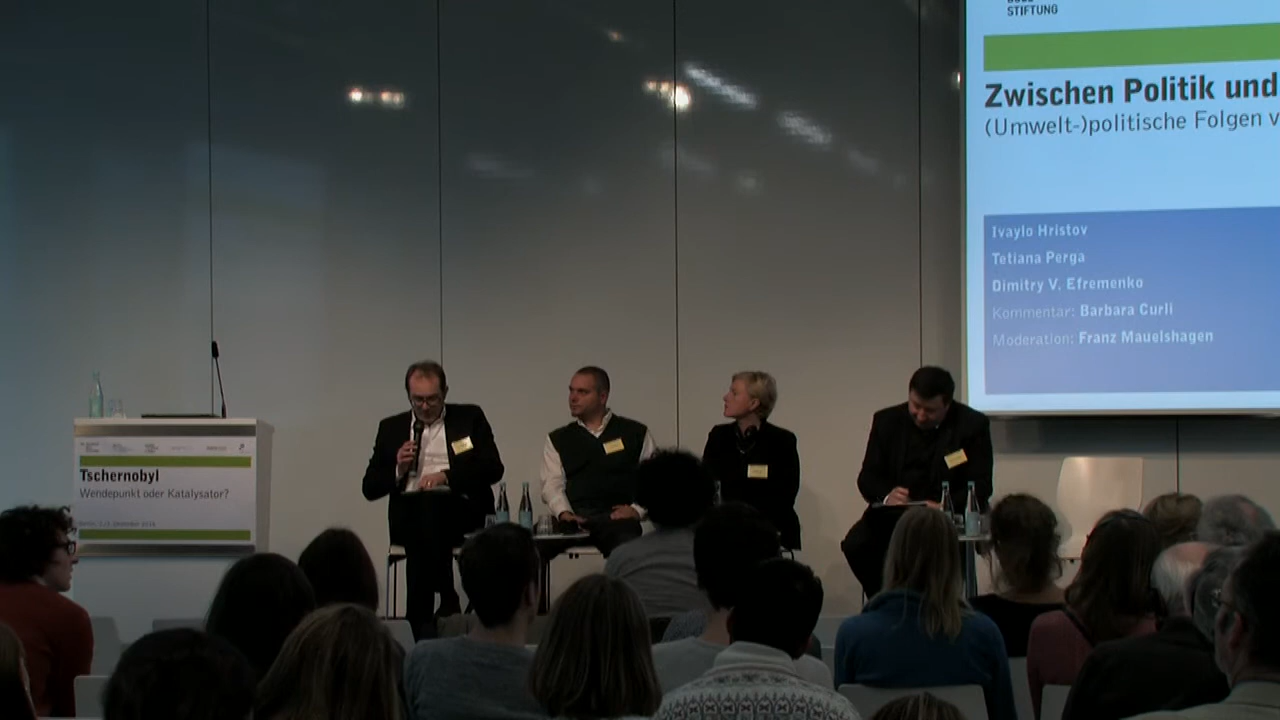 Tschernobyl
Wendepunkt oder Katalysator?
STIFTUNG
Zwischen Politik und
(Umwelt-)politische Folgen v
Ivaylo Hristov
Tetiana Perga
Dimitry V. Efremenko
Kommentar: Barbara Curli
Moderation: Franz Mauelshagen